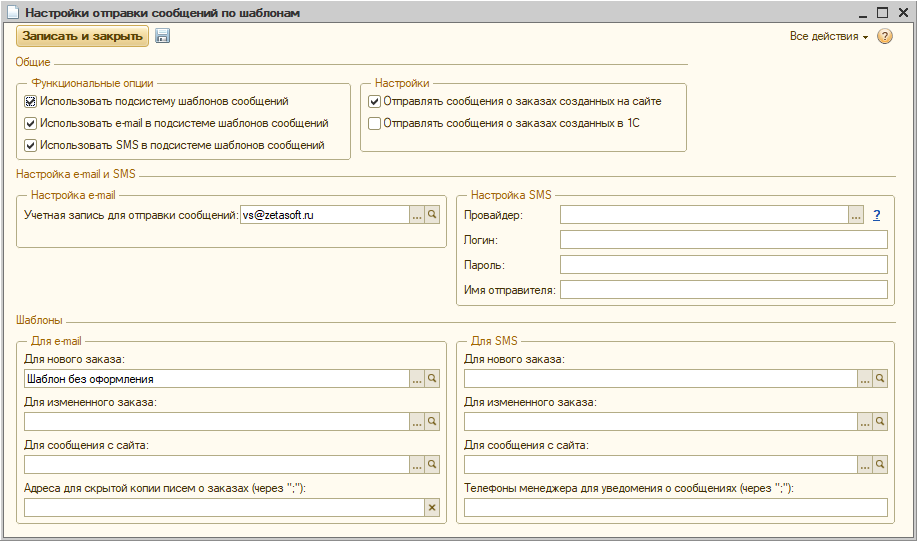 Настройки отправки сообщений по шаблонам
Записать и закрыть
Все действия
?
Общие
Функциональные опции
Использовать подсистему шаблонов сообщений
Использовать e-mail в подсистеме шаблонов сообщений
Использовать SMS в подсистеме шаблонов сообщений
Настройки
Отправлять сообщения о заказах созданных на сайте
Отправлять сообщения о заказах созданных в 1С
Настройка e-mail и SMS
Настройка e-mail
Учетная запись для отправки сообщений: vs@zetasoft.ru ...
Настройка SMS
Провайдер: ... ?
Логин:
Пароль:
Имя отправителя:
Шаблоны
Для e-mail
Для нового заказа:
Шаблон без оформления ...
Для измененного заказа:
...
Для сообщения с сайта:
...
Адреса для скрытой копии писем о заказах (через ";"):
Для SMS
Для нового заказа:
...
Для измененного заказа:
...
Для сообщения с сайта:
...
Телефоны менеджера для уведомления о сообщениях (через ";"):